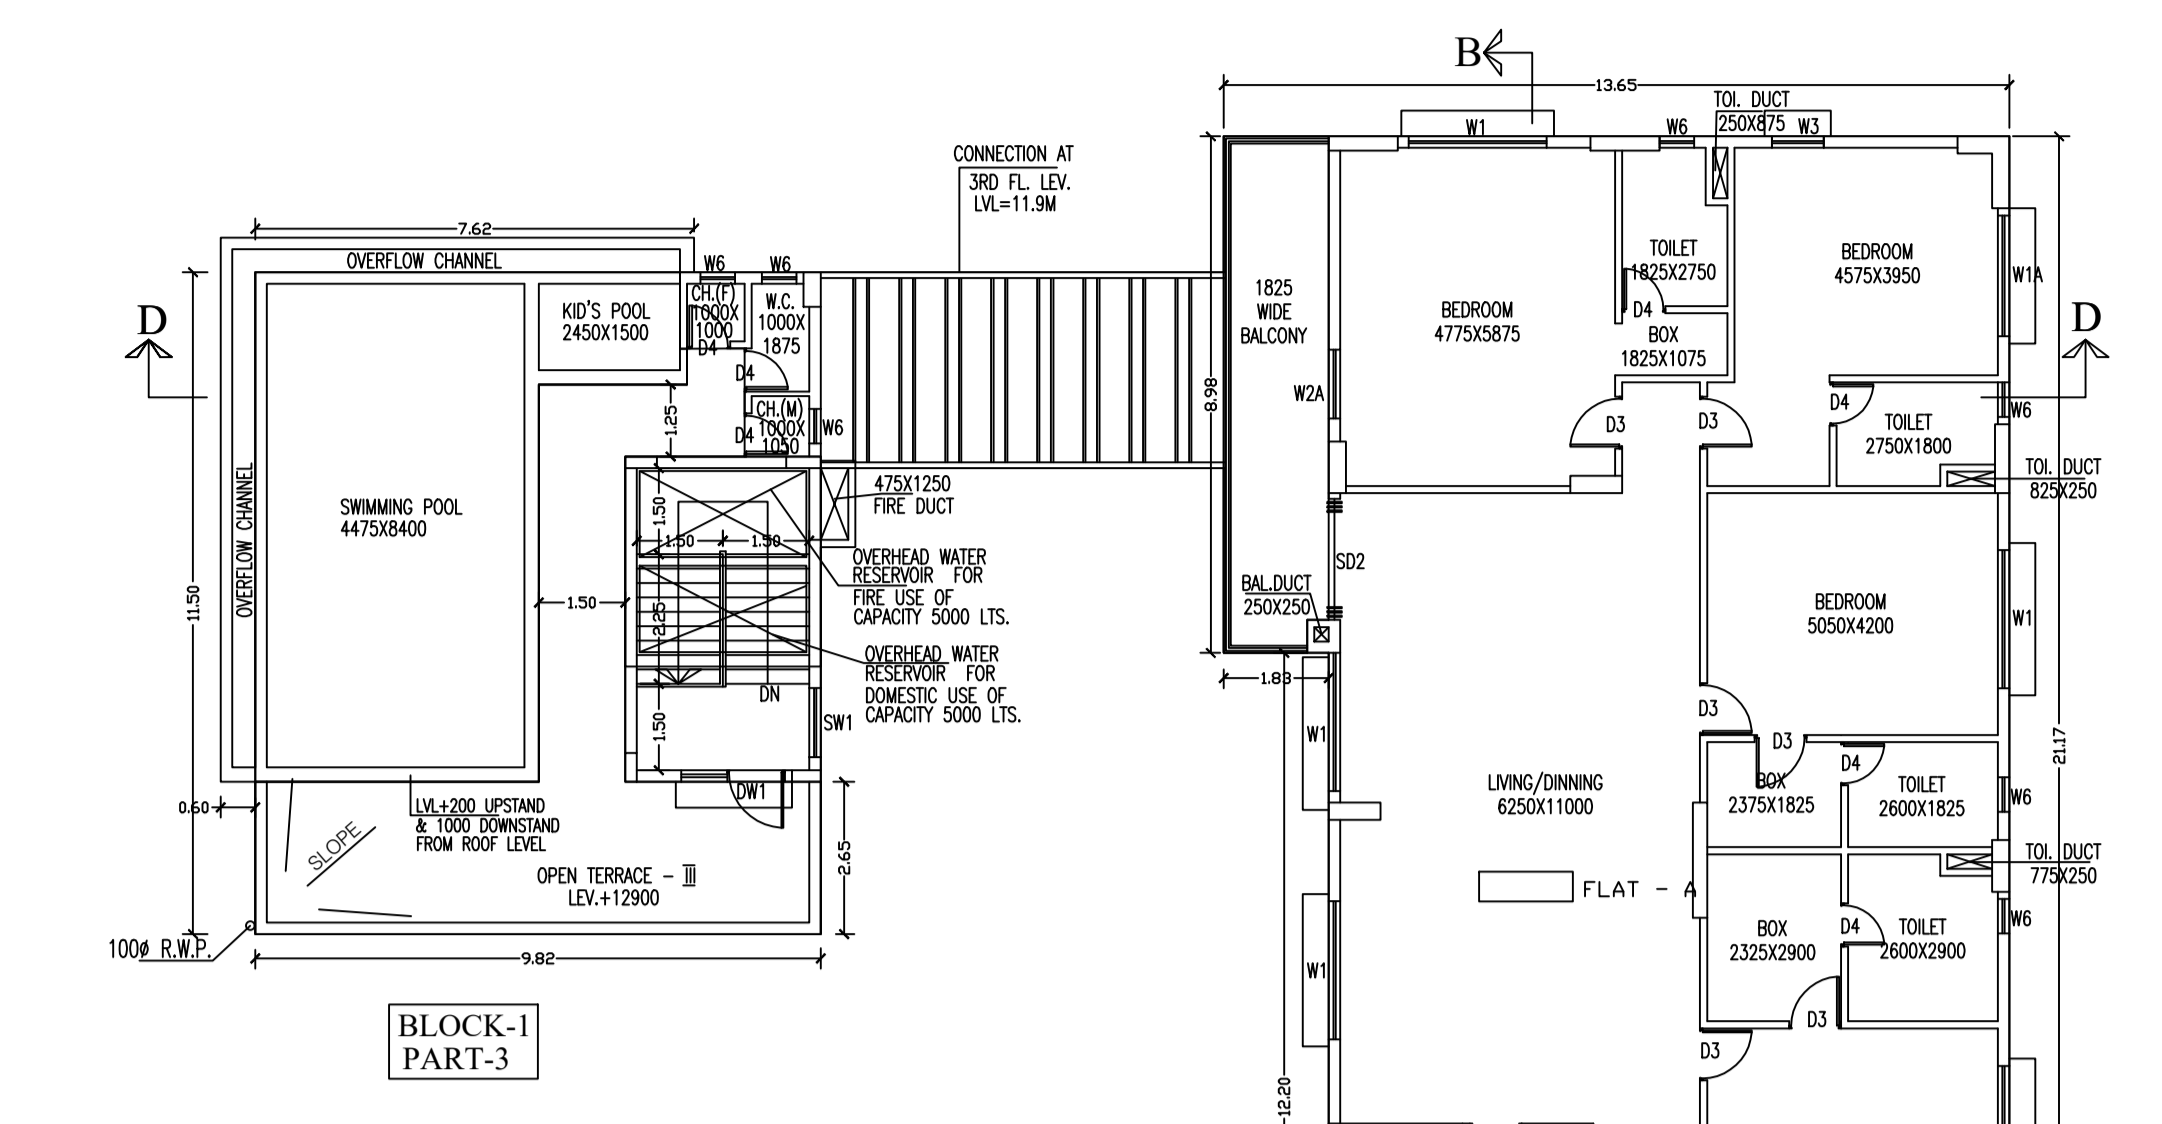 B
13.65
TOI. DUCT
250X875
W1
W6
W3
CONNECTION AT
3RD FL. LEV.
LVL=11.9M
7.62
OVERFLOW CHANNEL
W6
W6
KID'S POOL
2450X1500
CH.(F)
1000X
1000
D4
W.C.
1000X
1875
D4
CH.(M)
1000X
1050
D4
W6
D
11.50
OVERFLOW CHANNEL
SWIMMING POOL
4475X8400
1.25
1.50
1.50
1.50
1.50
2.25
1.50
475X1250
FIRE DUCT
OVERHEAD WATER
RESERVOIR FOR
FIRE USE OF
CAPACITY 5000 LTS.
OVERHEAD WATER
RESERVOIR FOR
DOMESTIC USE OF
CAPACITY 5000 LTS.
DN
SW1
DW1
0.60
LVL+200 UPSTAND
& 1000 DOWNSTAND
FROM ROOF LEVEL
SLOPE
OPEN TERRACE - III
LEV.+12900
2.65
100ø R.W.P.
9.82
BLOCK-1
PART-3
8.98
1825
WIDE
BALCONY
W2A
BEDROOM
4775X5875
TOILET
1825X2750
D4
BOX
1825X1075
BEDROOM
4575X3950
W1A
D
D3
D3
D4
TOILET
2750X1800
W6
TOI. DUCT
825X250
SD2
BAL.DUCT
250X250
1.83
BEDROOM
5050X4200
W1
D3
D3
W1
LIVING/DINNING
6250X11000
BOX
2375X1825
D4
TOILET
2600X1825
W6
21.17
TOI. DUCT
775X250
FLAT - A
W1
BOX
2325X2900
D4
TOILET
2600X2900
W6
D3
D3
12.20